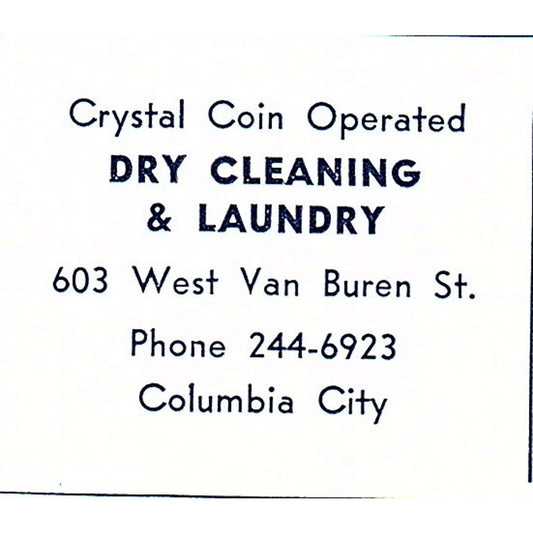 Crystal Coin Operated
DRY CLEANING
& LAUNDRY
603 West Van Buren St.
Phone 244-6923
Columbia City